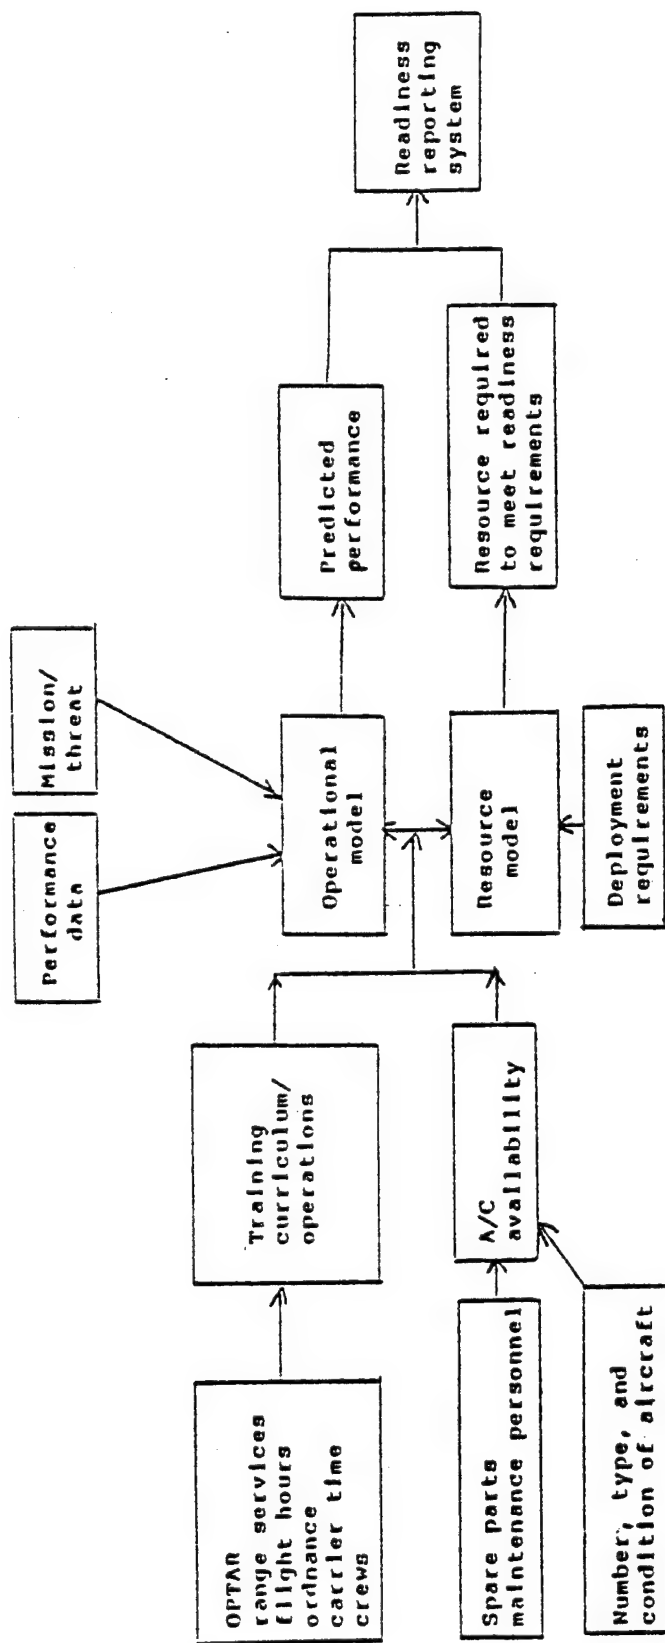 OPTAR
range services
flight hours
ordnance
carrier time
crews
Training
curriculum/
operations
Spare parts
maintenance personnel
A/C
availability
Number, type, and
condition of aircraft
Performance
data
Mission/
threat
Operational
model
Resource
model
Deployment
requirements
Predicted
performance
Resource required
to meet readiness
requirements
Readiness
reporting
system